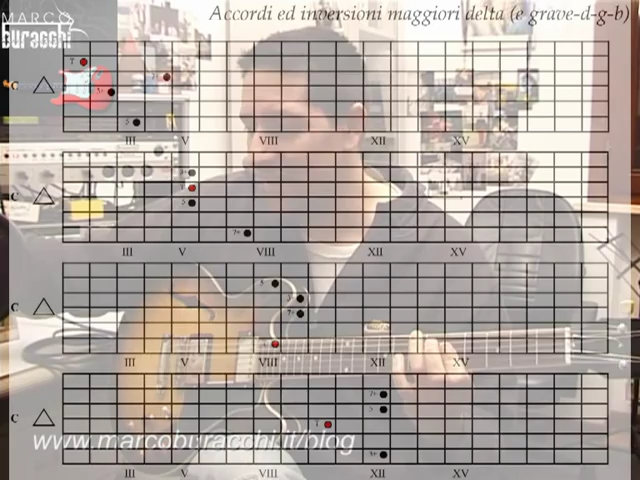 MARCO
buracchi
Accordi ed inversioni maggiori delta (e grave-d-g-b)
C
III V VIII XII XV
C
III V VIII XII XV
C
III V VIII XII XV
C
III V VIII XII XV
www.marcoburacchi.it/blog